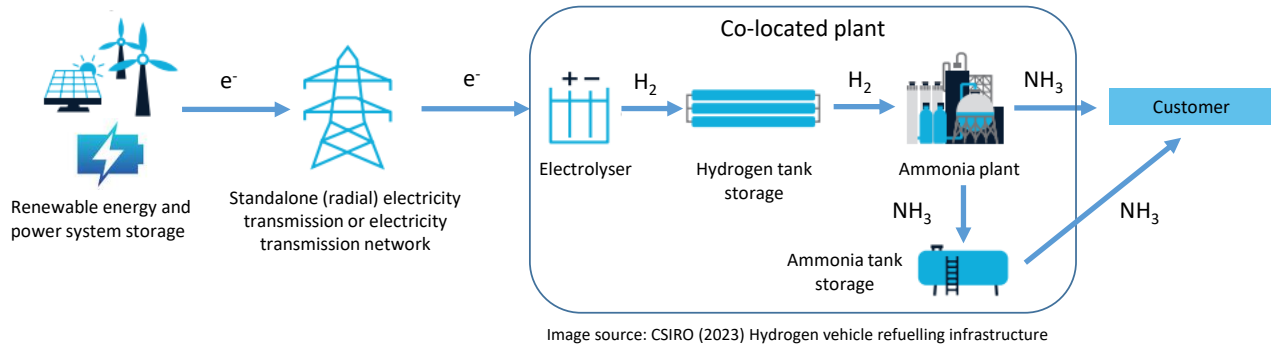 Co-located plant
e-
e-
H2
H2
NH3
Customer
+ −
Electrolyser
Hydrogen tank
storage
Ammonia plant
Renewable energy and
power system storage
Standalone (radial) electricity
transmission or electricity
transmission network
NH3
NH3
Ammonia tank
storage
Image source: CSIRO (2023) Hydrogen vehicle refuelling infrastructure